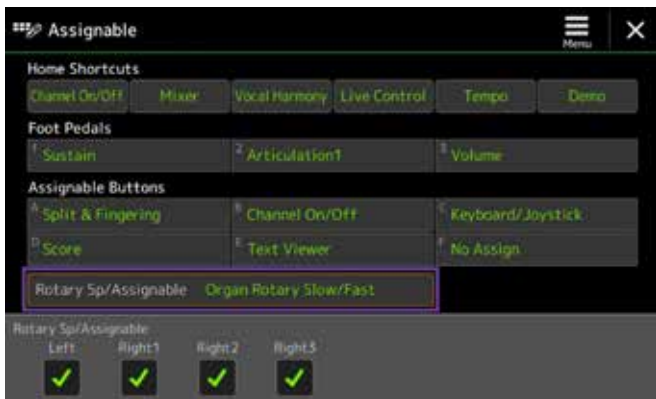 Assignable
Menu
Home Shortcuts
Channel On/Off Mixer Vocal Harmony Live Control Tempo Demo
Foot Pedals
1 Sustain 2 Articulation1 3 Volume
Assignable Buttons
A Split & Fingering B Channel On/Off C Keyboard/Joystick
D Score E Text Viewer F No Assign
Rotary Sp/Assignable Organ Rotary Slow/Fast
Rotary Sp/Assignable
Left Right1 Right2 Right3